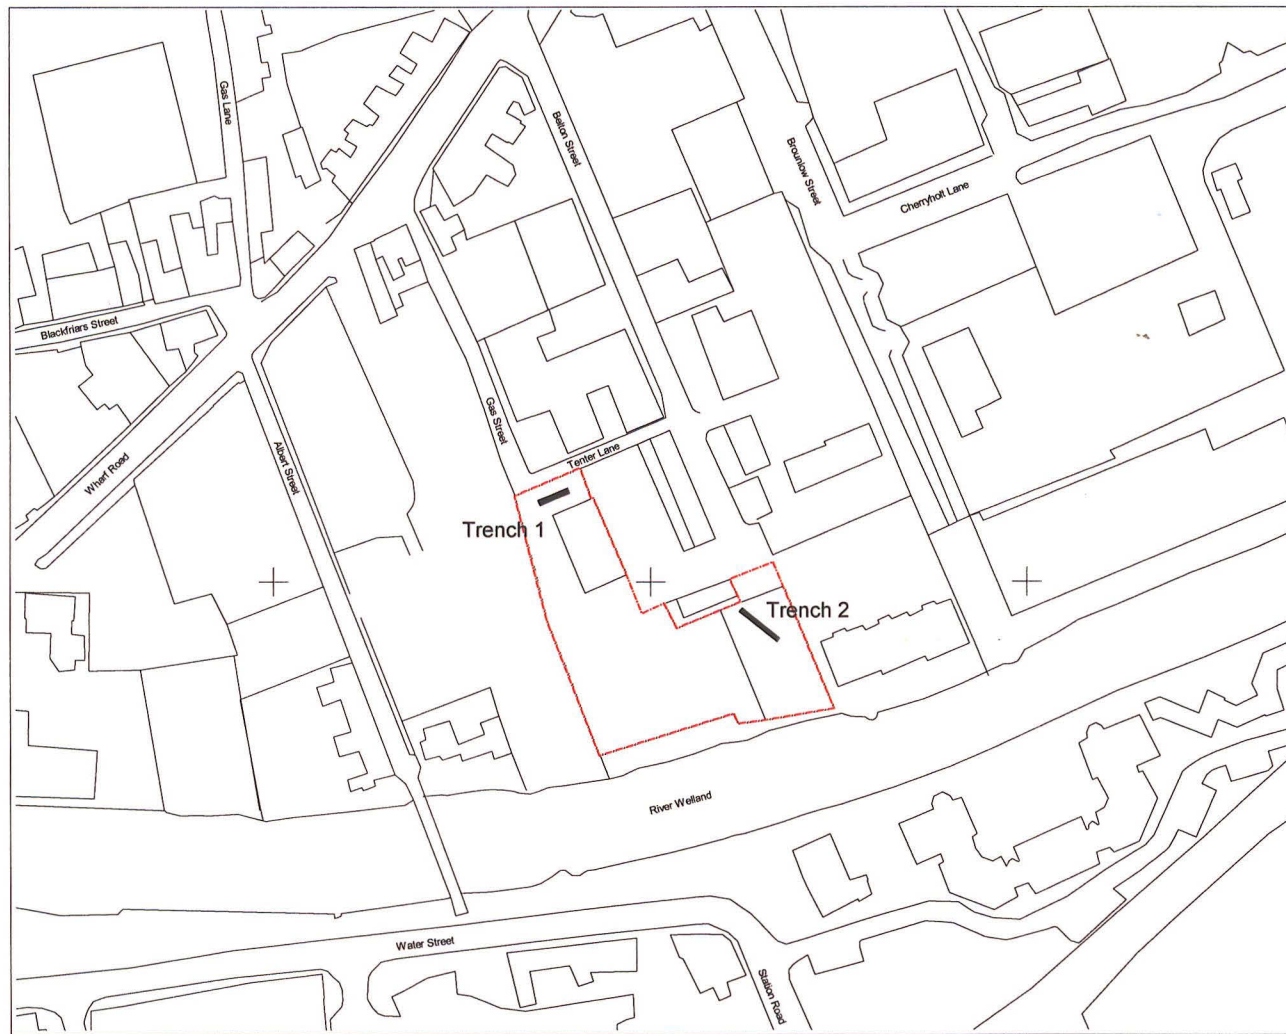 Gas Lane
Belton Street
Brounlow Street
Cherryholt Lane
Blackfriars Street
Wharf Road
Albert Street
Gas Street
Tenter Lane
Trench 1
Trench 2
River Welland
Water Street
Station Road